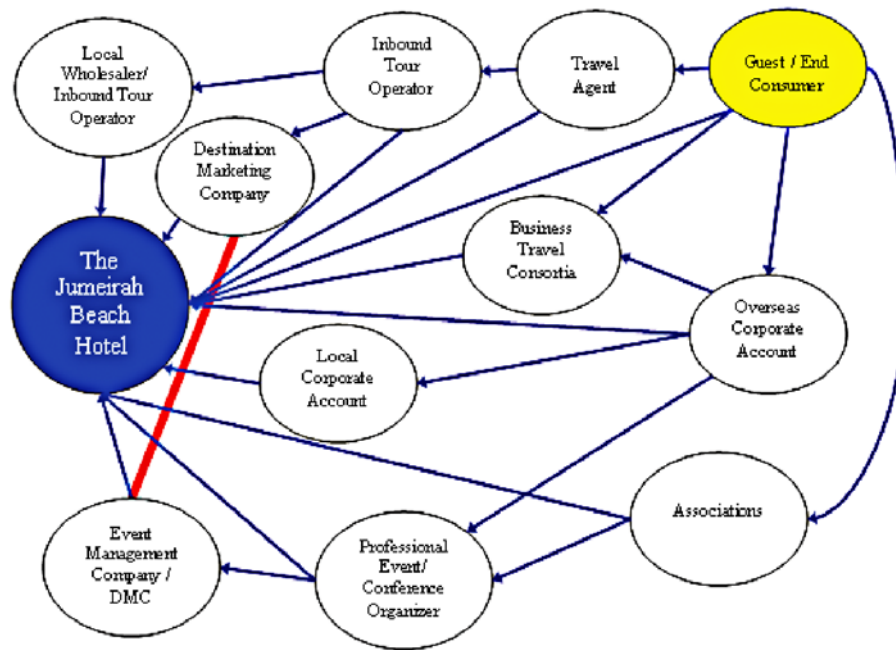 Local
Wholesaler/
Inbound Tour
Operator
Inbound
Tour
Operator
Travel
Agent
Guest / End
Consumer
Destination
Marketing
Company
Business
Travel
Consortia
The
Jumeirah
Beach
Hotel
Overseas
Corporate
Account
Local
Corporate
Account
Associations
Event
Management
Company /
DMC
Professional
Event/
Conference
Organizer